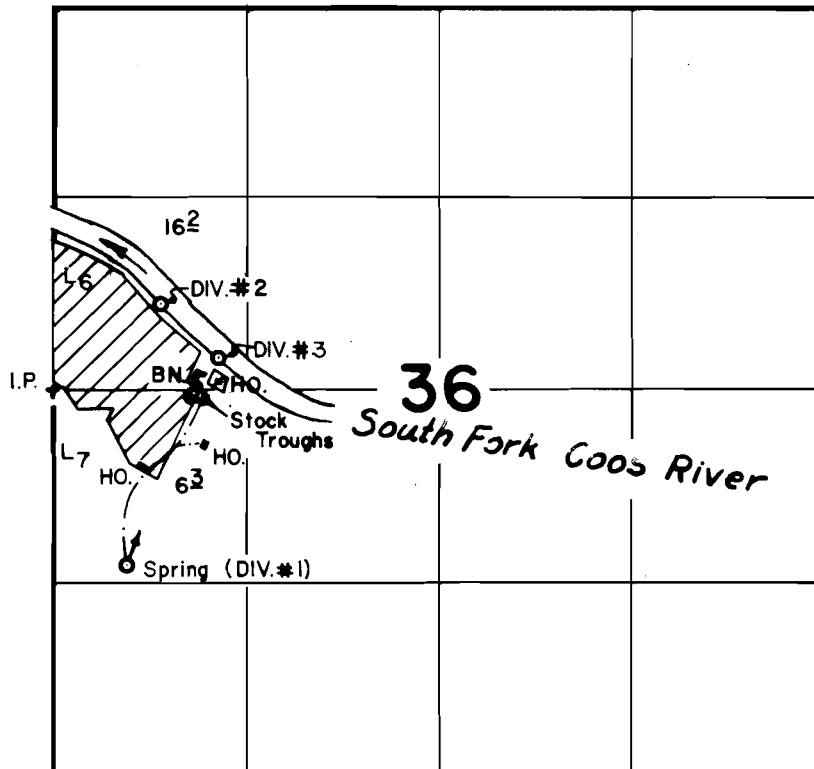 16 2
L6
DIV. #2
DIV. #3
I.P.
BN.
HO.
36
Stock
Troughs
South Fork Coos River
L7
HO.
HO.
6 3
Spring (DIV. #1)